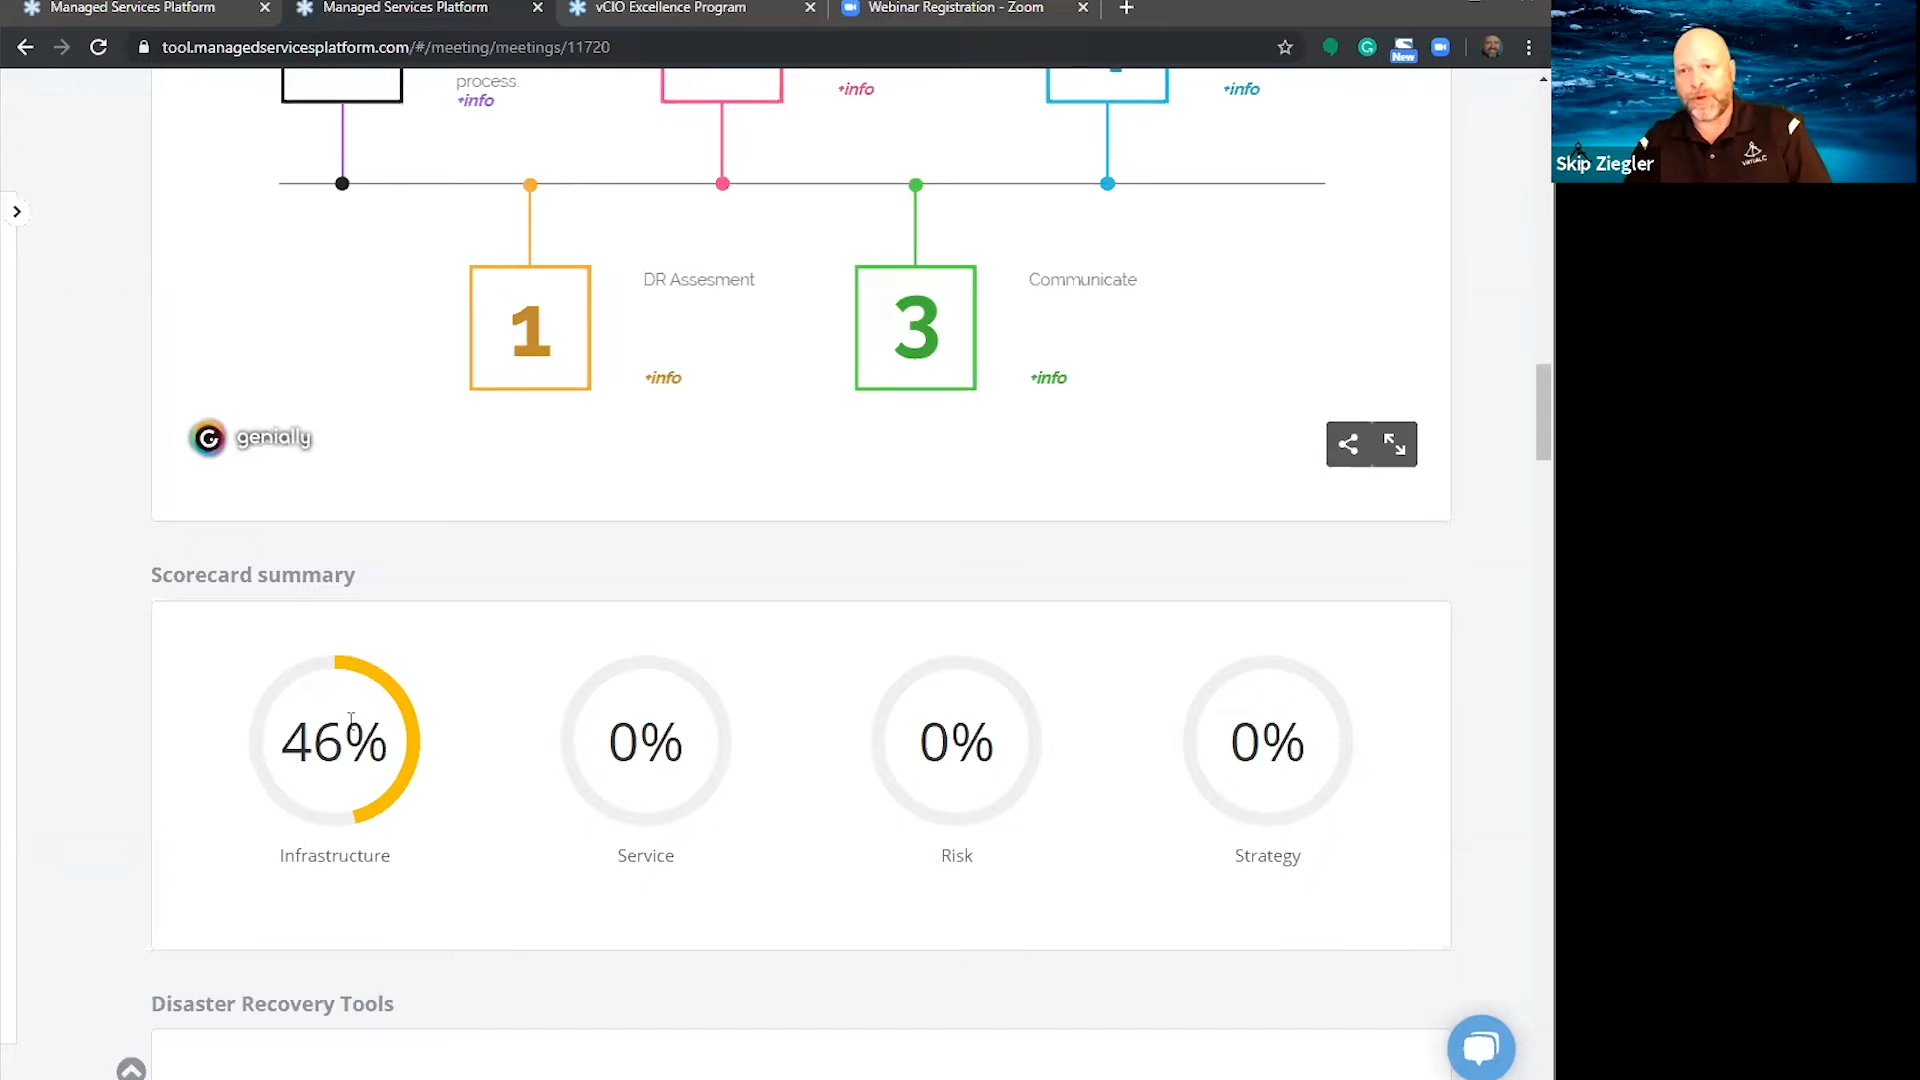 Managed Services Platform
Managed Services Platform
vCIO Excellence Program
Webinar Registration - Zoom
tool.managedservicesplatform.com/#/meeting/meetings/11720
New
process.
+info
+info
+info
Skip Ziegler
VIRTUALC
DR Assesment
Communicate
1
3
+info
+info
genially
Scorecard summary
46%
0%
0%
0%
Infrastructure
Service
Risk
Strategy
Disaster Recovery Tools